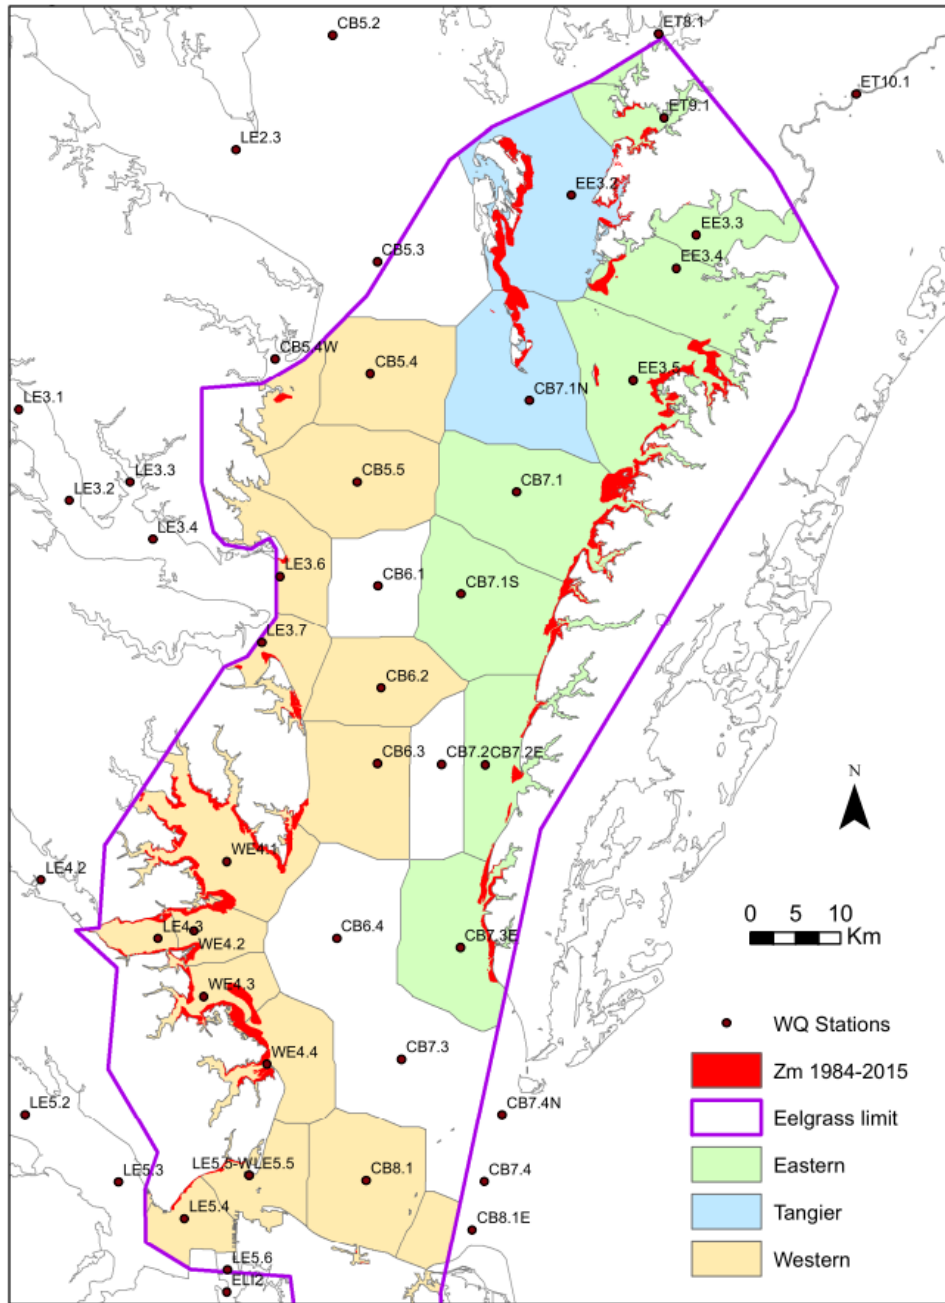 CB5.2
ET8.1
ET10.1
ET9.1
LE2.3
EE3.2
EE3.3
CB5.3
EE3.4
CB5.4W
CB5.4
EE3.5
CB7.1N
LE3.1
LE3.3
CB5.5
LE3.2
CB7.1
LE3.4
LE3.6
CB6.1
CB7.1S
LE3.7
CB6.2
CB6.3
CB7.2
CB7.2E
N
WE4.1
LE4.2
LE4.3
WE4.2
CB6.4
CB7.3E
0 5 10
Km
WE4.3
WE4.4
CB7.3
LE5.2
CB7.4N
LE5.3
LE5.5-W
LE5.5
CB8.1
CB7.4
LE5.4
CB8.1E
LE5.6
ELI2
WQ Stations
Zm 1984-2015
Eelgrass limit
Eastern
Tangier
Western